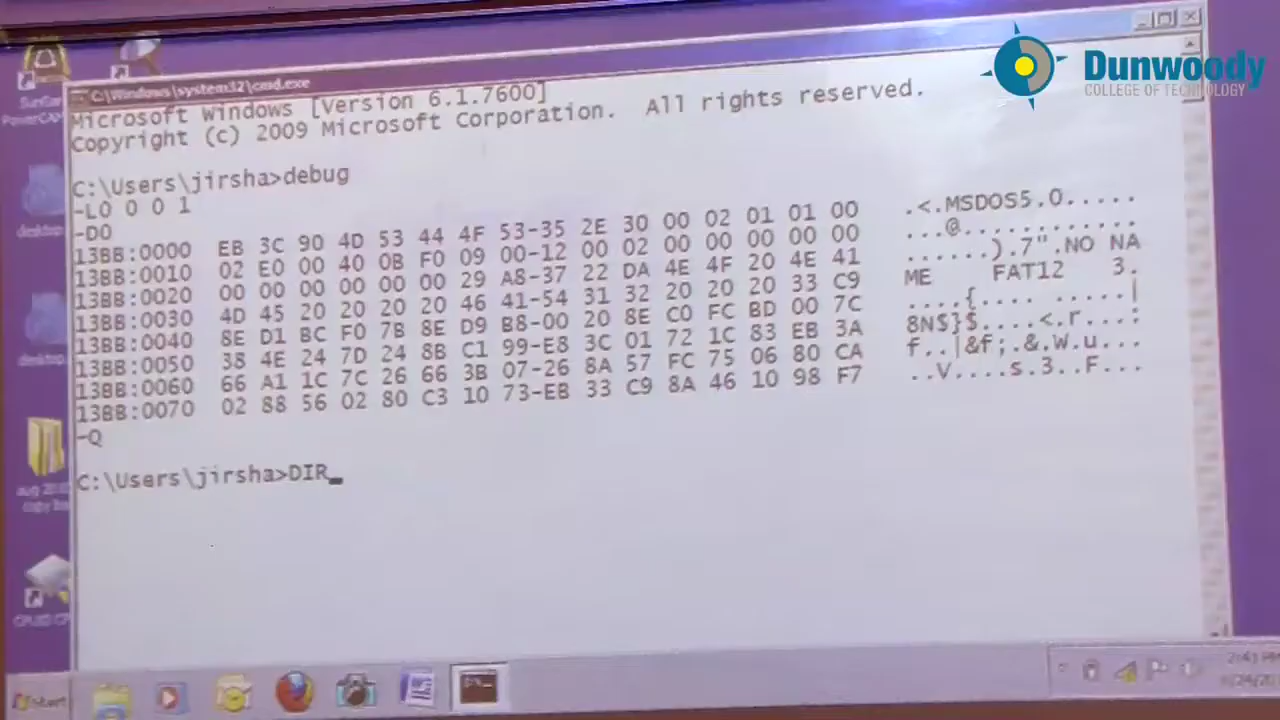 Dunwoody
COLLEGE OF TECHNOLOGY
C:\Windows\system32\cmd.exe
Microsoft Windows [Version 6.1.7600]
Copyright (c) 2009 Microsoft Corporation.  All rights reserved.
C:\Users\jirsha>debug
-L0 0 0 1
-D0
13BB:0000 EB 3C 90 4D 53 44 4F 53-35 2E 30 00 02 01 01 00 .<.MSDOS5.0.....
13BB:0010 02 E0 00 40 0B F0 09 00-12 00 02 00 00 00 00 00 ...@............
13BB:0020 00 00 00 00 00 00 29 A8-37 22 DA 4E 4F 20 4E 41 ......).7".NO NA
13BB:0030 4D 45 20 20 20 20 46 41-54 31 32 20 20 20 33 C9 ME    FAT12   3.
13BB:0040 8E D1 BC F0 7B 8E D9 B8-00 20 8E C0 FC BD 00 7C ....{.... .....|
13BB:0050 38 4E 24 7D 24 8B C1 99-E8 3C 01 72 1C 83 EB 3A 8N$}$....<.r...:
13BB:0060 66 A1 1C 7C 26 66 3B 07-26 8A 57 FC 75 06 80 CA f..|&f;.&.W.u...
13BB:0070 02 88 56 02 80 C3 10 73-EB 33 C9 8A 46 10 98 F7 ..V....s.3..F...
-Q
C:\Users\jirsha>DIR_
desktop
desktop